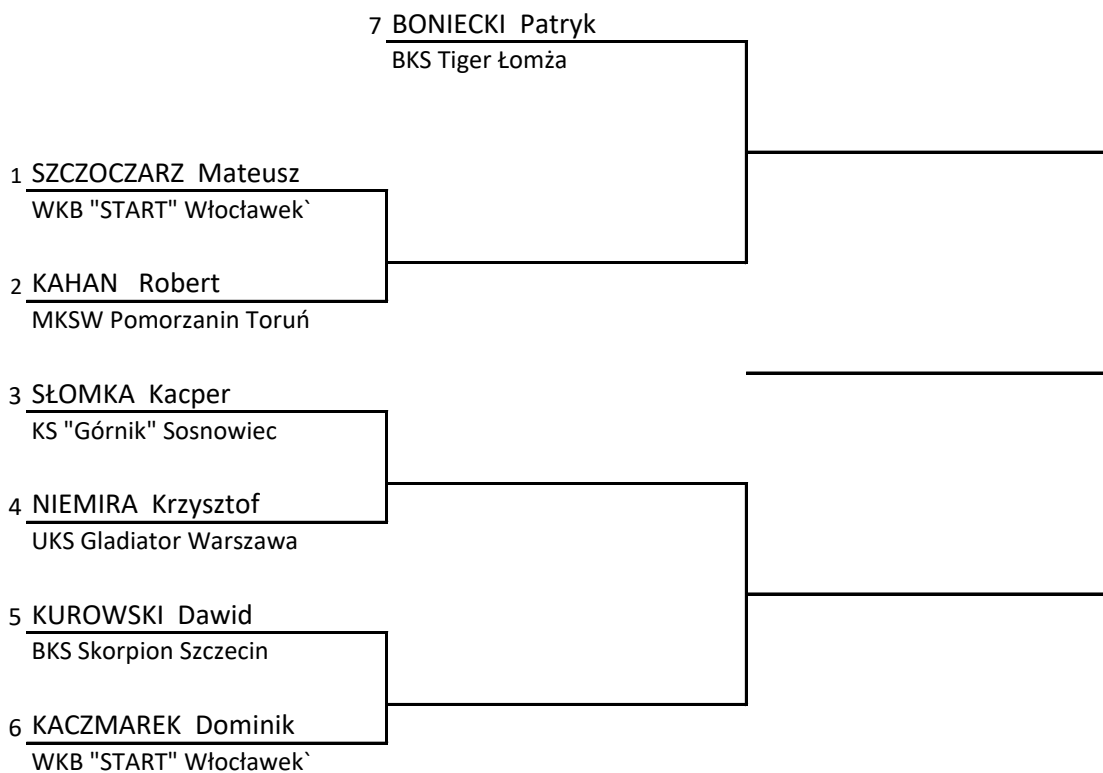 7 BONIECKI Patryk
BKS Tiger Łomża
1 SZCZOCZARZ Mateusz
WKB "START" Włocławek`
2 KAHAN Robert
MKSW Pomorzanin Toruń
3 SŁOMKA Kacper
KS "Górnik" Sosnowiec
4 NIEMIRA Krzysztof
UKS Gladiator Warszawa
5 KUROWSKI Dawid
BKS Skorpion Szczecin
6 KACZMAREK Dominik
WKB "START" Włocławek`